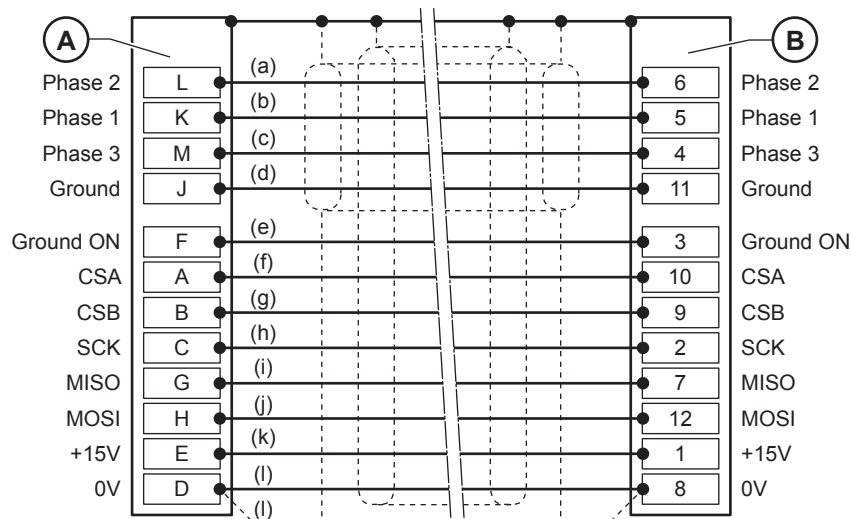 A B
Phase 2 L (a) 6 Phase 2
Phase 1 K (b) 5 Phase 1
Phase 3 M (c) 4 Phase 3
Ground J (d) 11 Ground
Ground ON F (e) 3 Ground ON
CSA A (f) 10 CSA
CSB B (g) 9 CSB
SCK C (h) 2 SCK
MISO G (i) 7 MISO
MOSI H (j) 12 MOSI
+15V E (k) 1 +15V
0V D (l) 8 0V
(l)